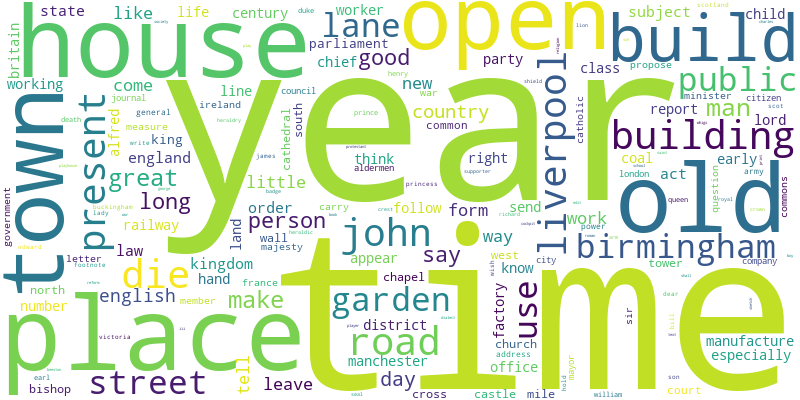 state like life century duke worker scotland
house lane open build
britain parliament subject child
chief good party class propose
working come line new war country public
journal council year minister citizen
town present alfred death general ireland henry report man lord scot
measure prince shield south cathedral common
write heraldry king james liverpool catholic building
england think right aldermen coal early
great little princess supporter london act army
long order carry crest follow form send work old commons
person john say way question queen royal
railway wall land majesty richard power birmingham
law letter kingdom appear west city tower company
government footnote hand france chapel know
die north number english member make garden
place victoria district road use factory sir time
manchester church address office manufacture
tell day mayor especially
bishop earl street leave cross castle mile william hold son court
dear bill wish